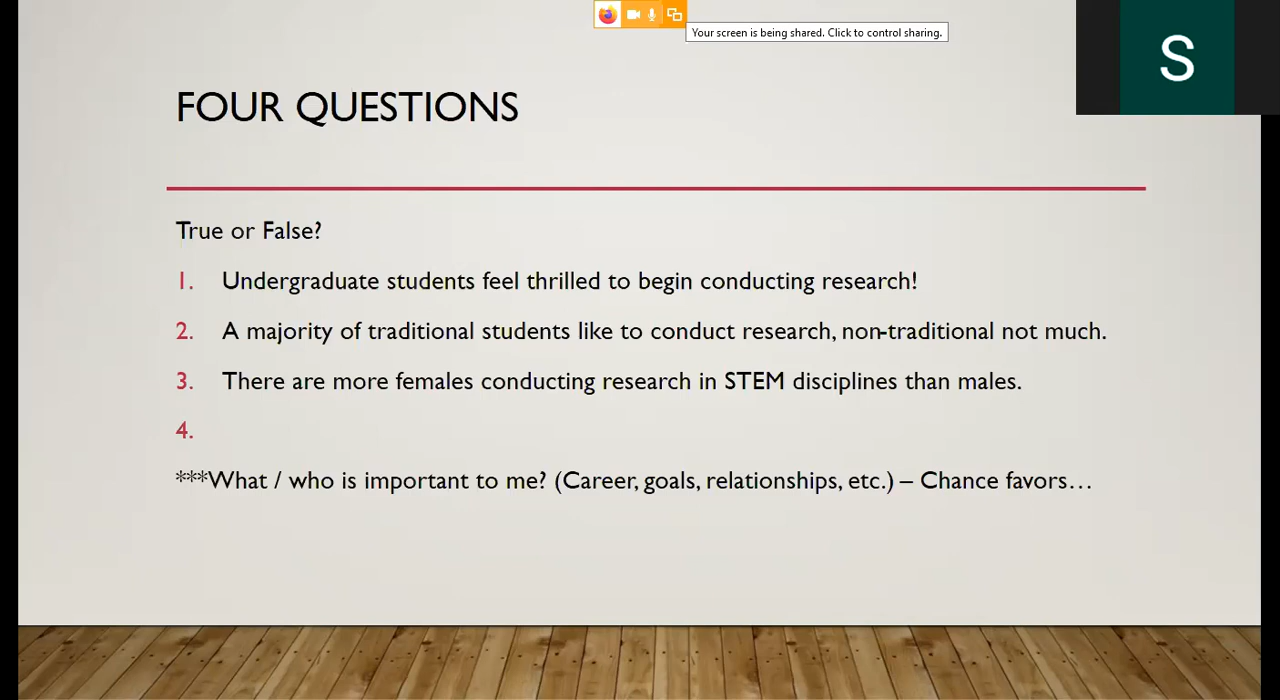 Your screen is being shared. Click to control sharing.
S
FOUR QUESTIONS
True or False?
1. Undergraduate students feel thrilled to begin conducting research!
2. A majority of traditional students like to conduct research, non-traditional not much.
3. There are more females conducting research in STEM disciplines than males.
4.
***What / who is important to me? (Career, goals, relationships, etc.) – Chance favors…